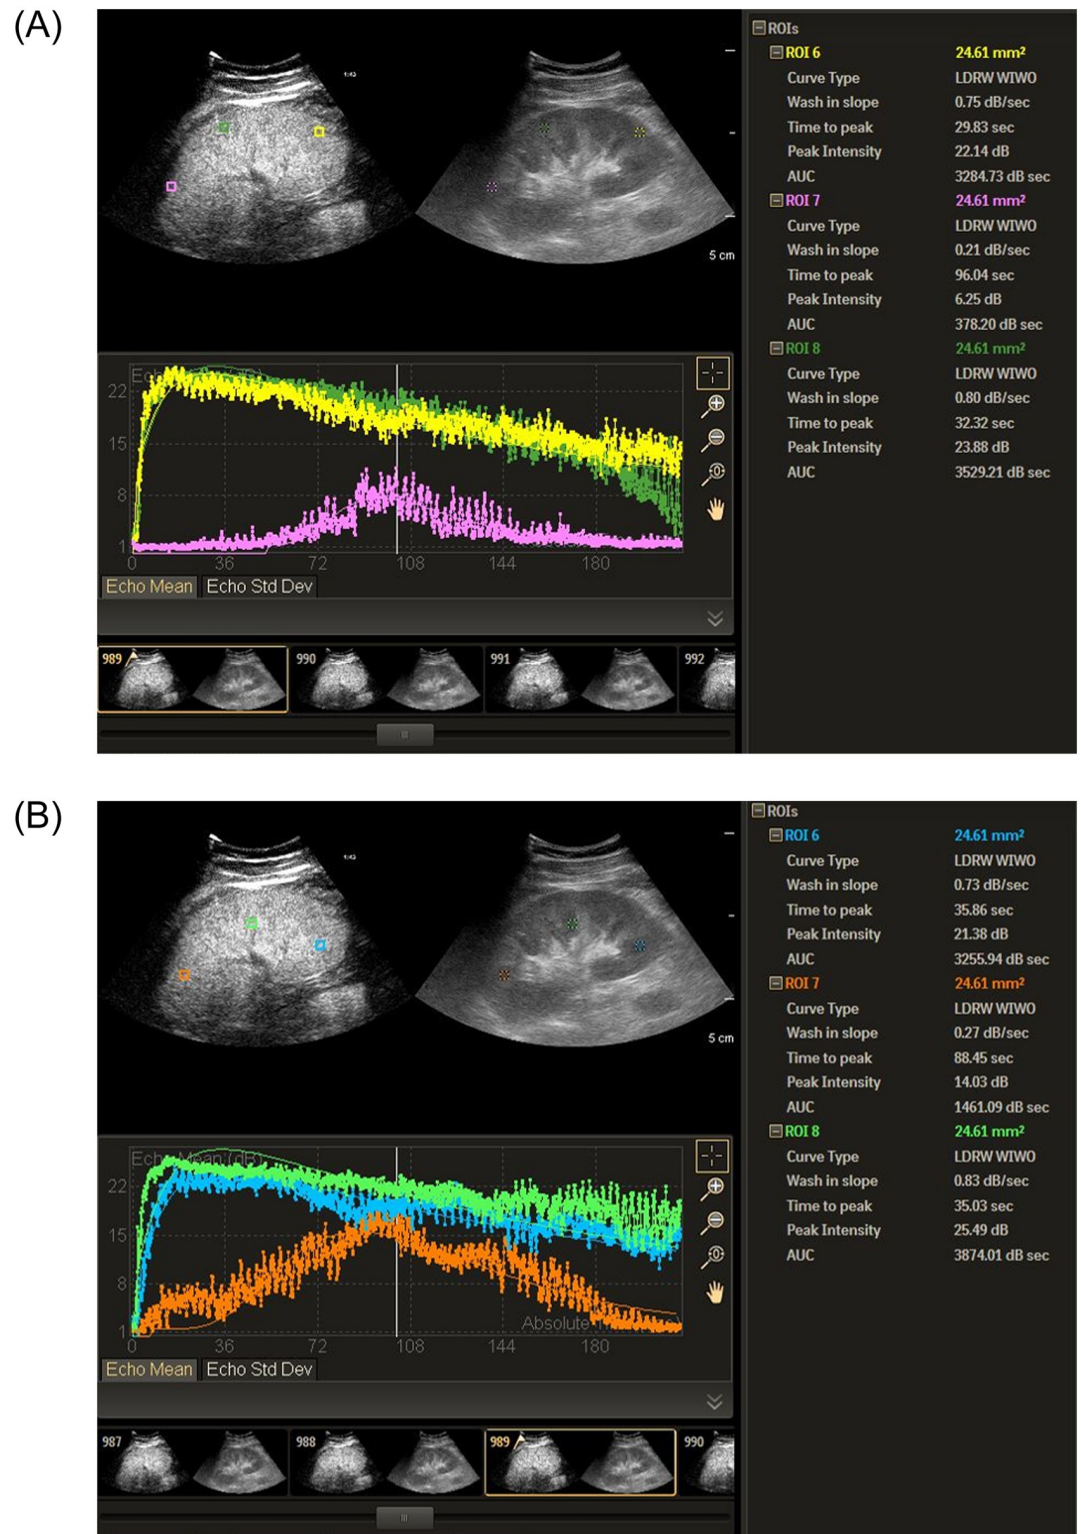 (A)
1:43
5 cm
ROIs
ROI 6 24.61 mm²
Curve Type LDRW WIWO
Wash in slope 0.75 dB/sec
Time to peak 29.83 sec
Peak Intensity 22.14 dB
AUC 3284.73 dB sec
ROI 7 24.61 mm²
Curve Type LDRW WIWO
Wash in slope 0.21 dB/sec
Time to peak 96.04 sec
Peak Intensity 6.25 dB
AUC 378.20 dB sec
ROI 8 24.61 mm²
Curve Type LDRW WIWO
Wash in slope 0.80 dB/sec
Time to peak 32.32 sec
Peak Intensity 23.88 dB
AUC 3529.21 dB sec
22
15
8
1
0 36 72 108 144 180
Echo Mean Echo Std Dev
989 990 991 992
(B)
1:43
5 cm
ROIs
ROI 6 24.61 mm²
Curve Type LDRW WIWO
Wash in slope 0.73 dB/sec
Time to peak 35.86 sec
Peak Intensity 21.38 dB
AUC 3255.94 dB sec
ROI 7 24.61 mm²
Curve Type LDRW WIWO
Wash in slope 0.27 dB/sec
Time to peak 88.45 sec
Peak Intensity 14.03 dB
AUC 1461.09 dB sec
ROI 8 24.61 mm²
Curve Type LDRW WIWO
Wash in slope 0.83 dB/sec
Time to peak 35.03 sec
Peak Intensity 25.49 dB
AUC 3874.01 dB sec
Echo Mean (dB)
22
15
8
1
Absolute
0 36 72 108 144 180
Echo Mean Echo Std Dev
987 988 989 990